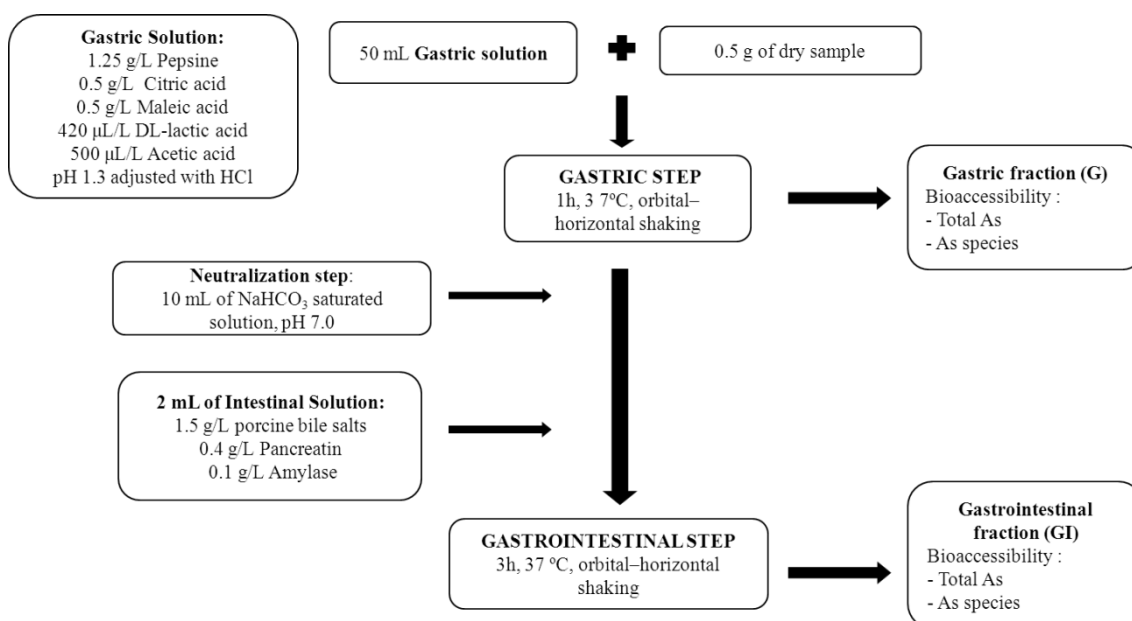 Gastric Solution:
1.25 g/L Pepsine
0.5 g/L  Citric acid
0.5 g/L Maleic acid
420 μL/L DL-lactic acid
500 μL/L Acetic acid
pH 1.3 adjusted with HCl
50 mL Gastric solution
0.5 g of dry sample
GASTRIC STEP
1h, 3 7ºC, orbital–
horizontal shaking
Gastric fraction (G)
Bioaccessibility :
- Total As
- As species
Neutralization step:
10 mL of NaHCO₃ saturated
solution, pH 7.0
2 mL of Intestinal Solution:
1.5 g/L porcine bile salts
0.4 g/L Pancreatin
0.1 g/L Amylase
GASTROINTESTINAL STEP
3h, 37 ºC, orbital–horizontal
shaking
Gastrointestinal
fraction (GI)
Bioaccessibility :
- Total As
- As species